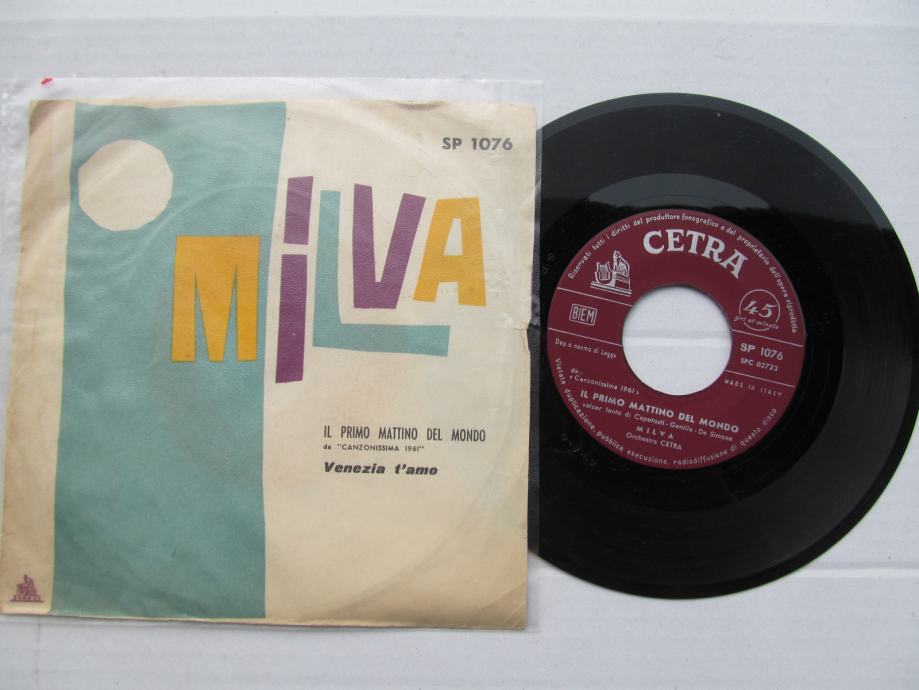 SP 1076
MILVA
IL PRIMO MATTINO DEL MONDO
da "CANZONISSIMA 1961"
Venezia t'amo
CETRA
Riservati tutti i diritti del produttore fonografico e del proprietario dell'opera riprodotta
CETRA
BIEM
45
giri al minuto
Dep. a norma di Legge
SP 1076
SPC 02723
MADE IN ITALY
da:
«Canzonissima 1961»
IL PRIMO MATTINO DEL MONDO
valzer lento di Capotosti - Gentile - De Simone
MILVA
Orchestra CETRA
Vietata duplicazione, pubblica esecuzione, radiodiffusione di questo disco